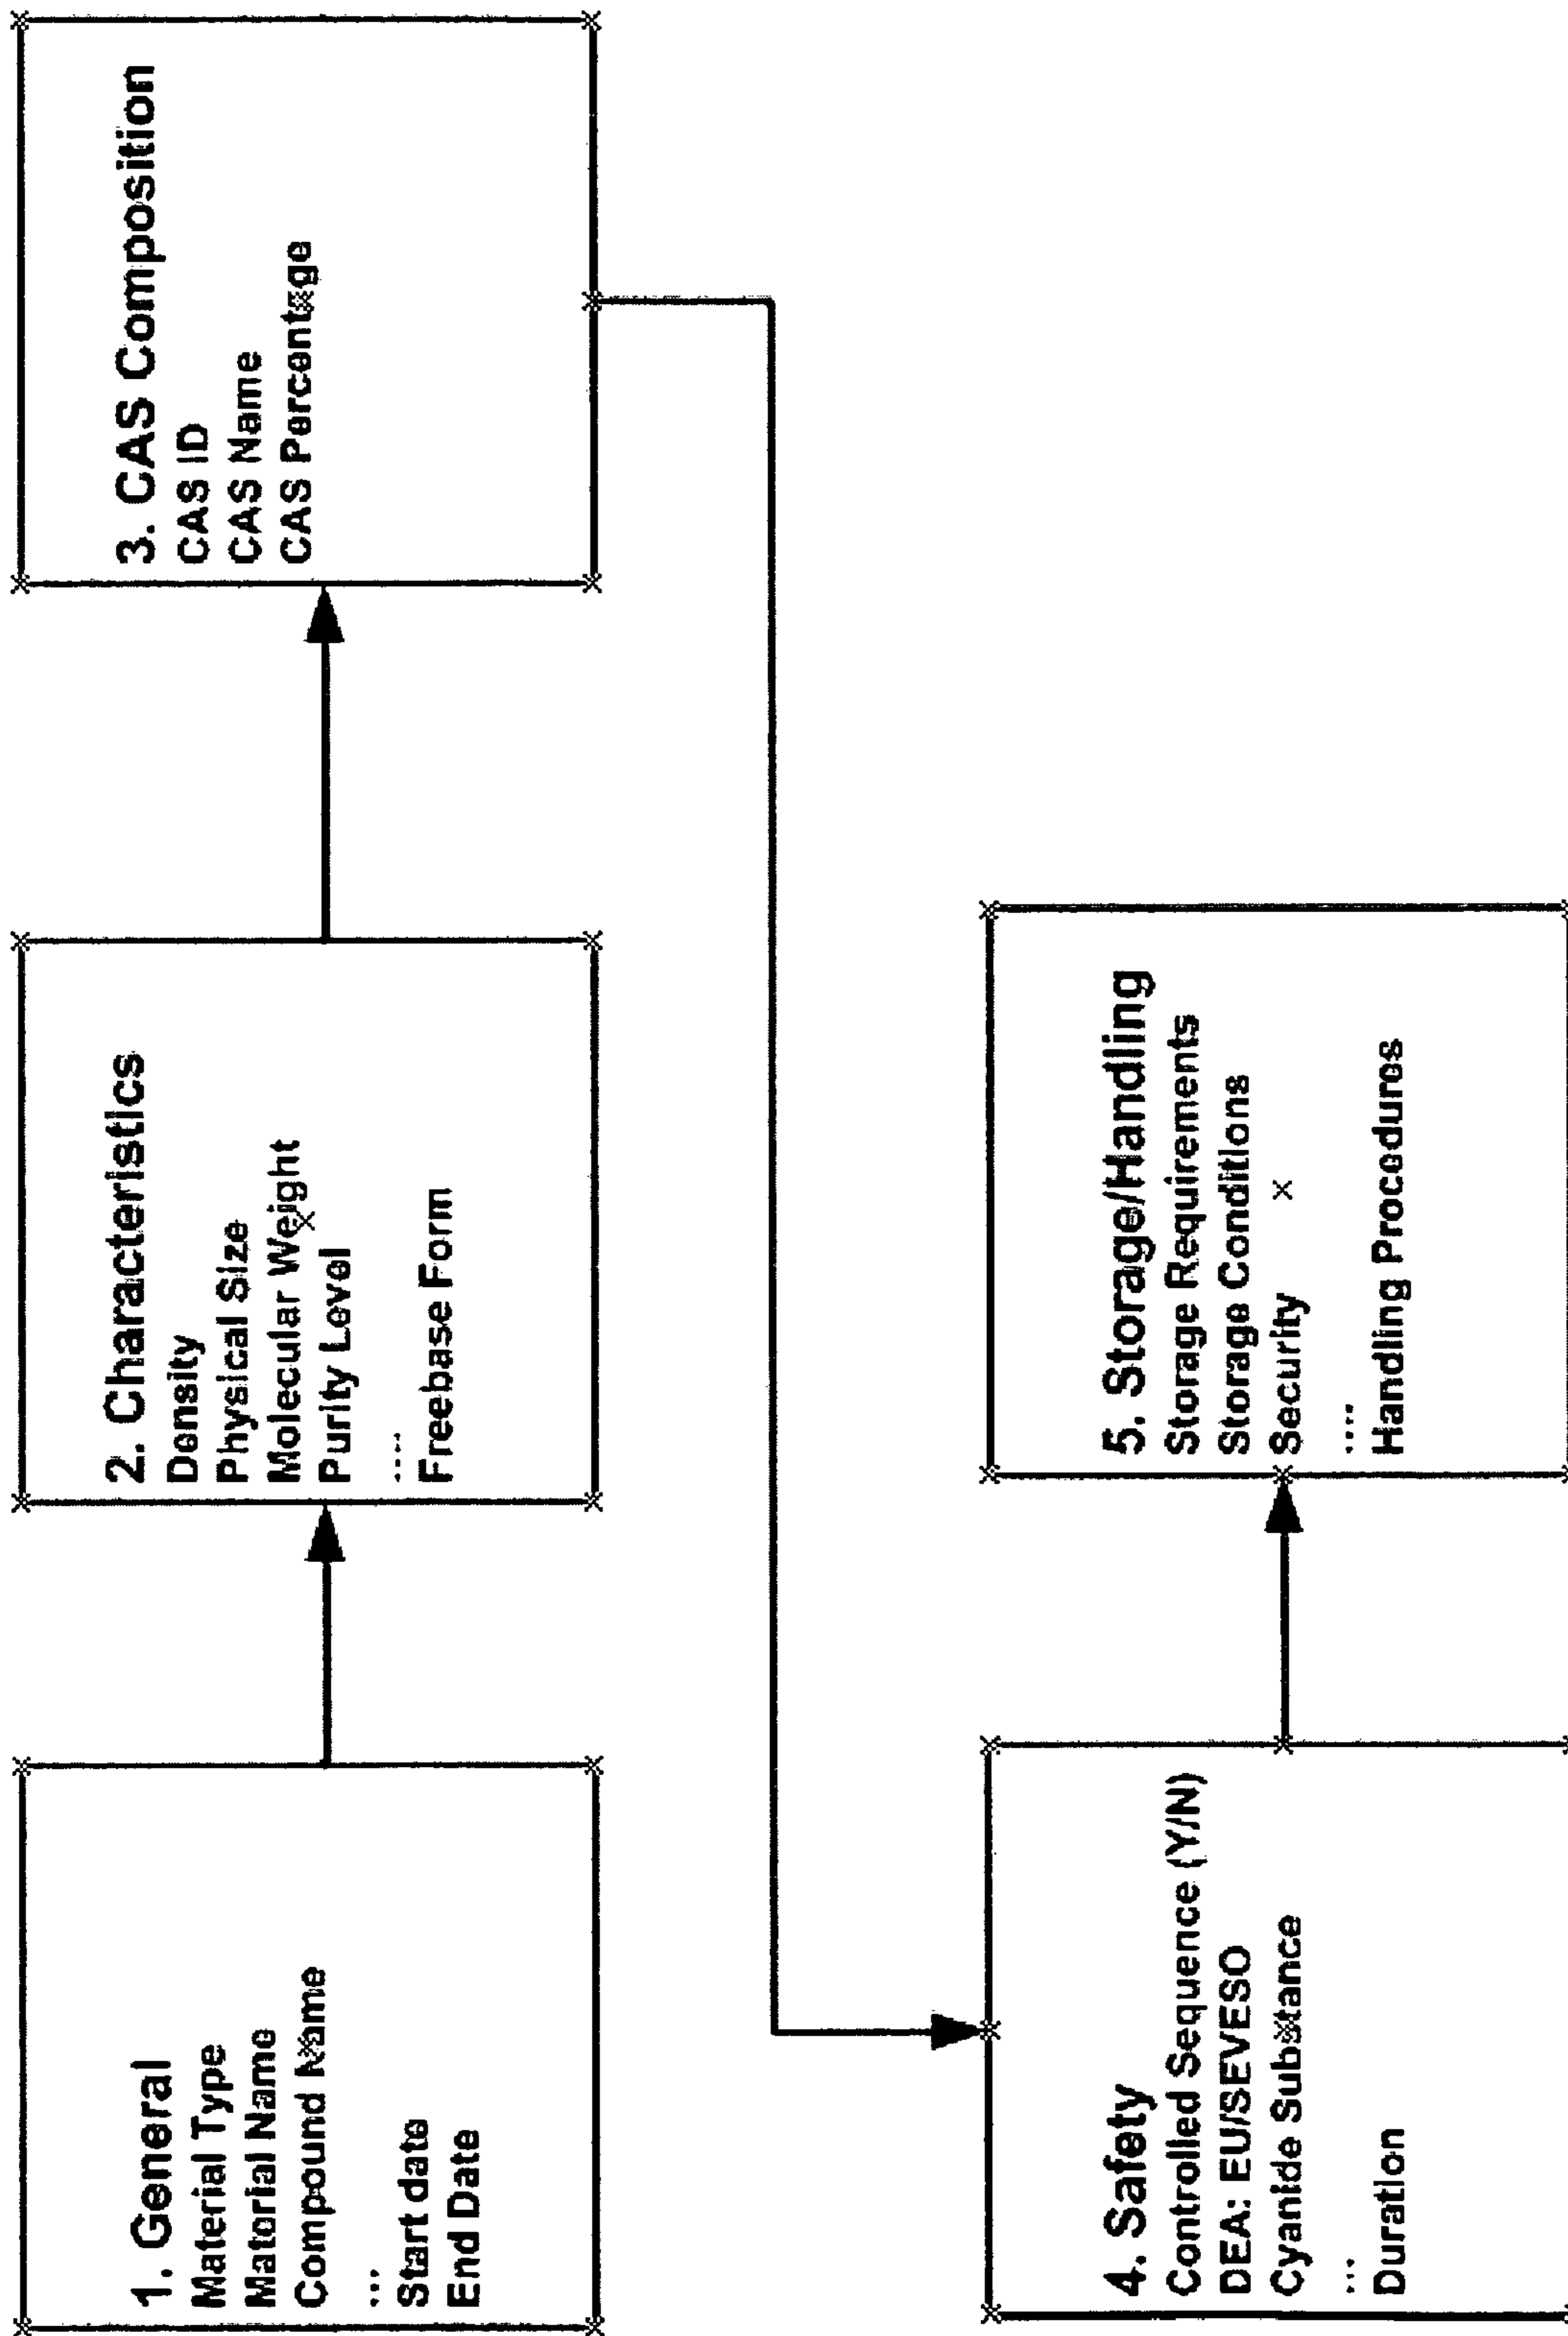 1. General
Material Type
Material Name
Compound Name
...
Start date
End Date
2. Characteristics
Density
Physical Size
Molecular Weight
Purity Level
....
Freebase Form
3. CAS Composition
CAS ID
CAS Name
CAS Percentage
4. Safety
Controlled Sequence (Y/N)
DEA: EU/SEVESO
Cyanide Substance
...
Duration
5. Storage/Handling
Storage Requirements
Storage Conditions
Security
....
Handling Procedures